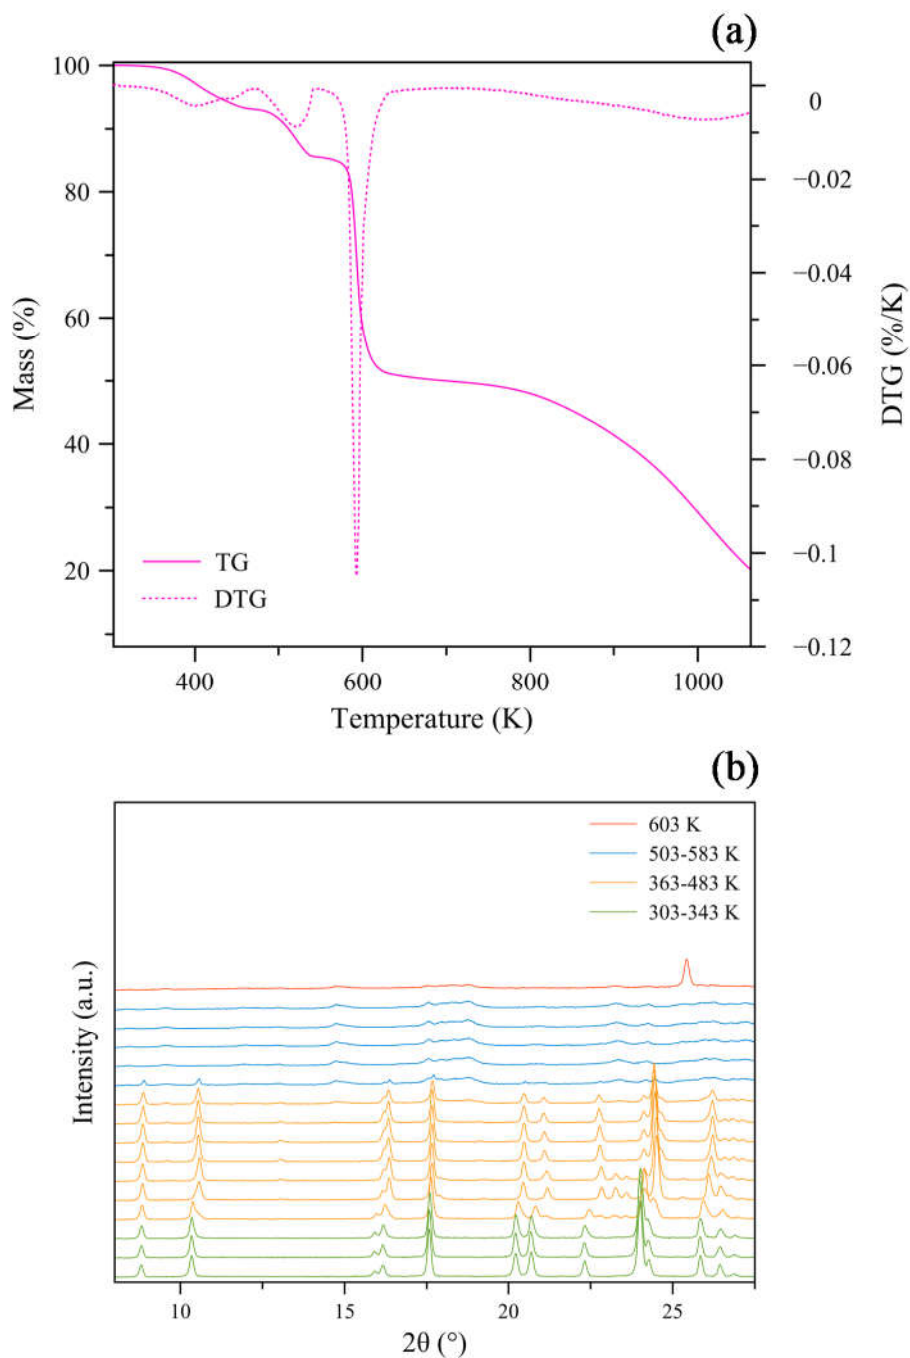 (a)
100
80
60
40
20
Mass (%)
0
−0.02
−0.04
−0.06
−0.08
−0.1
−0.12
DTG (%/K)
TG
DTG
400
600
800
1000
Temperature (K)
(b)
603 K
503-583 K
363-483 K
303-343 K
Intensity (a.u.)
10
15
20
25
2θ (°)